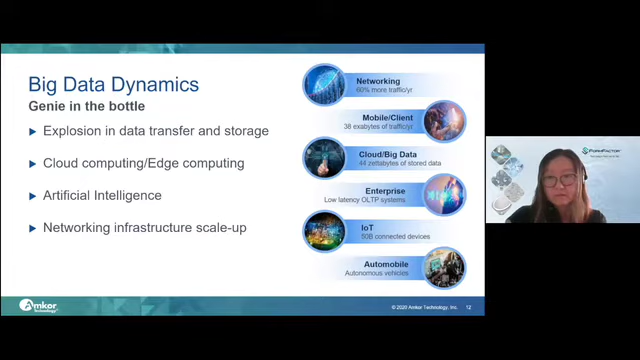 Big Data Dynamics
Genie in the bottle
Explosion in data transfer and storage
Cloud computing/Edge computing
Artificial Intelligence
Networking infrastructure scale-up
Networking
60% more traffic/yr
Mobile/Client
38 exabytes of traffic/yr
Cloud/Big Data
44 zettabytes of stored data
Enterprise
Low latency OLTP systems
IoT
50B connected devices
Automobile
Autonomous vehicles
Amkor
Technology
© 2020 Amkor Technology, Inc.
12
FORMFACTOR